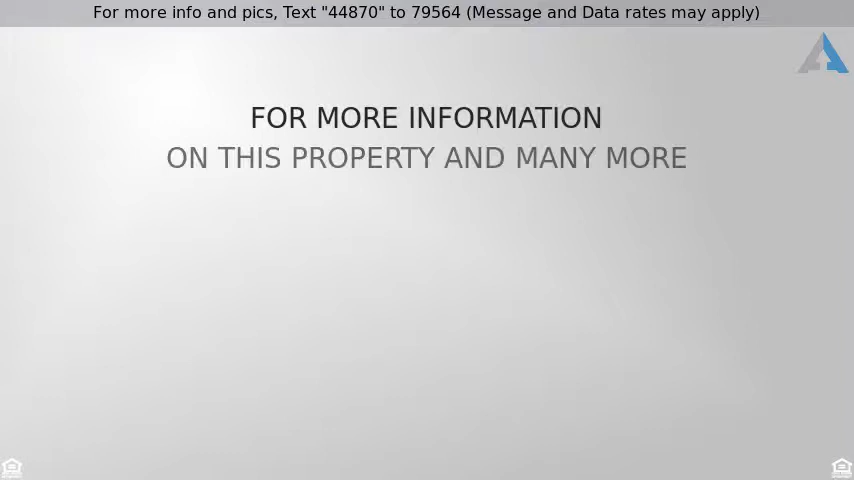 For more info and pics, Text "44870" to 79564 (Message and Data rates may apply)
FOR MORE INFORMATION
ON THIS PROPERTY AND MANY MORE